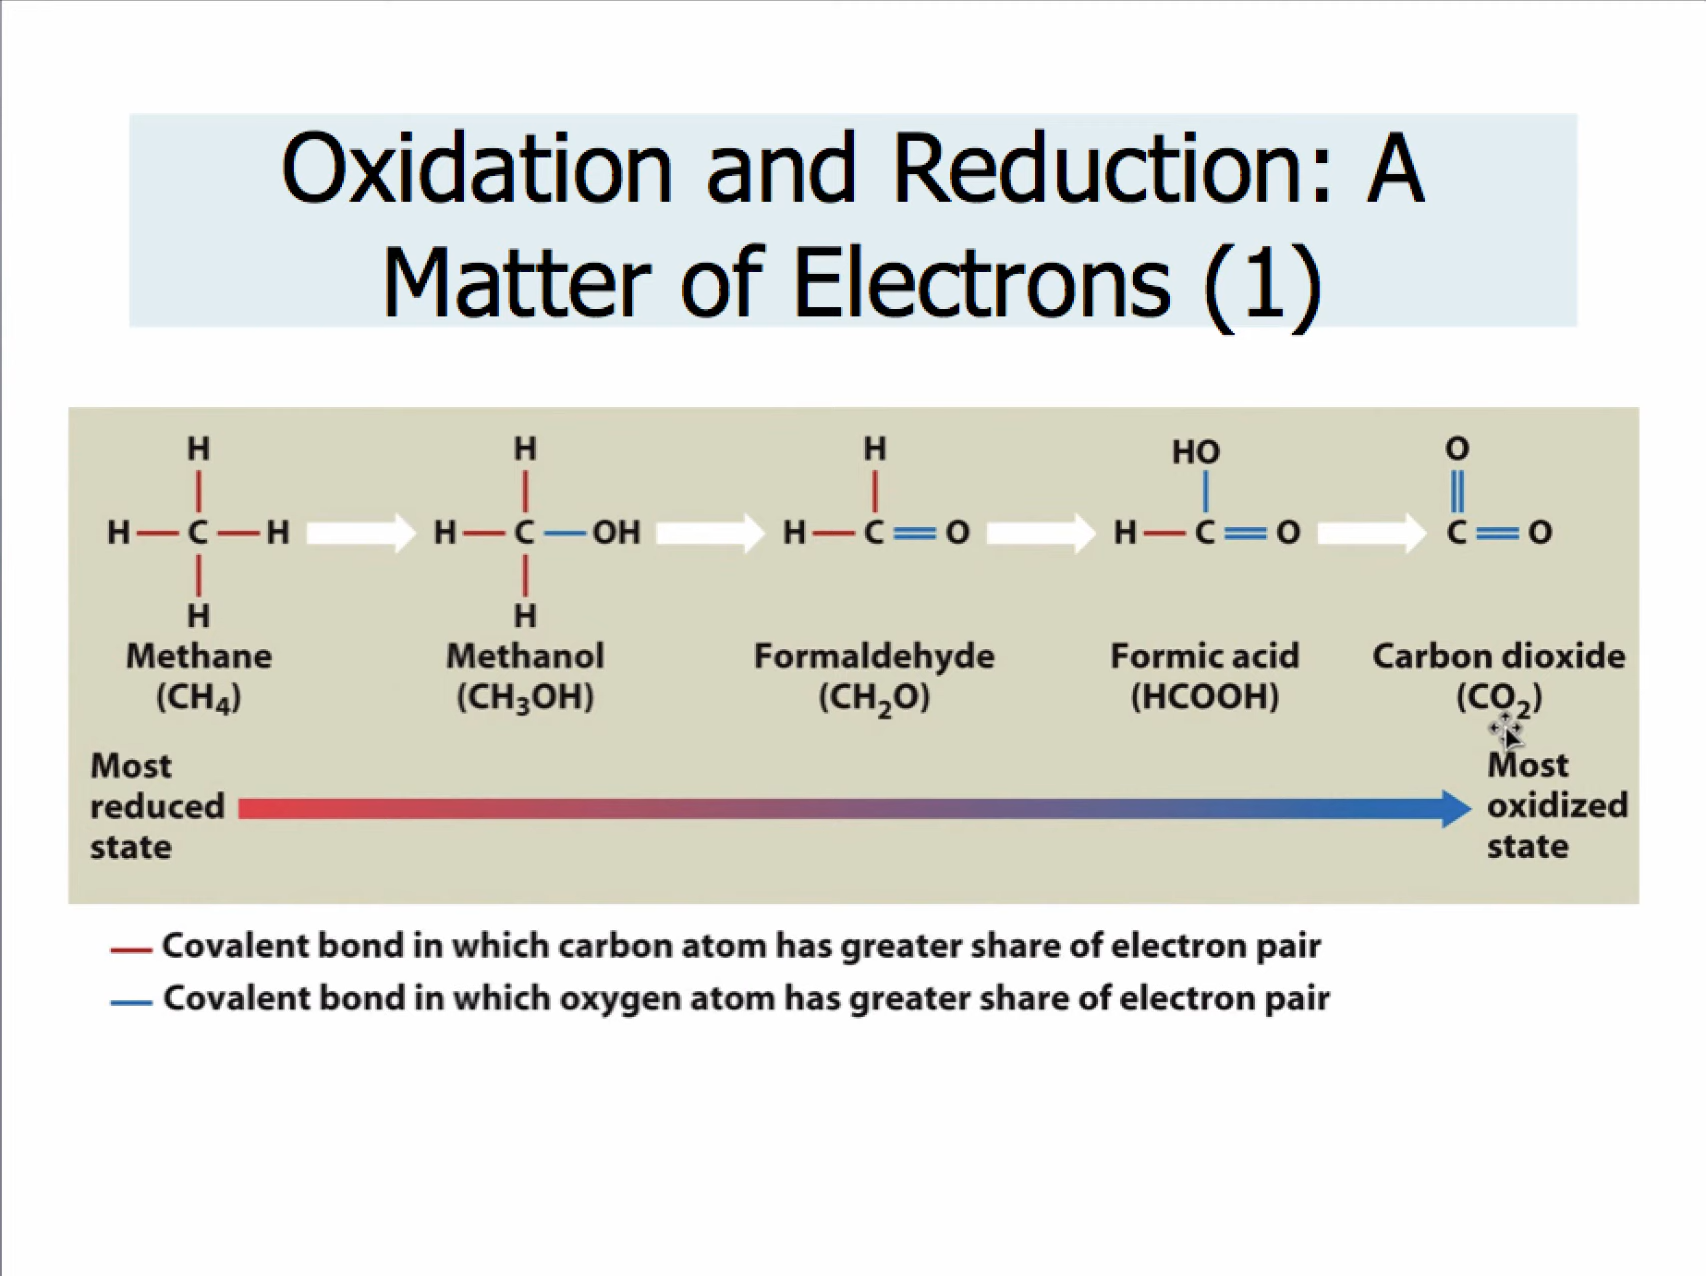 Oxidation and Reduction: A
Matter of Electrons (1)
H H H HO O
H C H H C OH H C O H C O C O
H H
Methane Methanol Formaldehyde Formic acid Carbon dioxide
(CH₄) (CH₃OH) (CH₂O) (HCOOH) (CO₂)
Most
reduced
state
Most
oxidized
state
Covalent bond in which carbon atom has greater share of electron pair
Covalent bond in which oxygen atom has greater share of electron pair